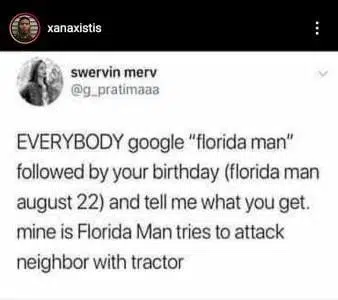 xanaxistis
swervin merv
@g_pratimaaa
EVERYBODY google "florida man"
followed by your birthday (florida man
august 22) and tell me what you get.
mine is Florida Man tries to attack
neighbor with tractor